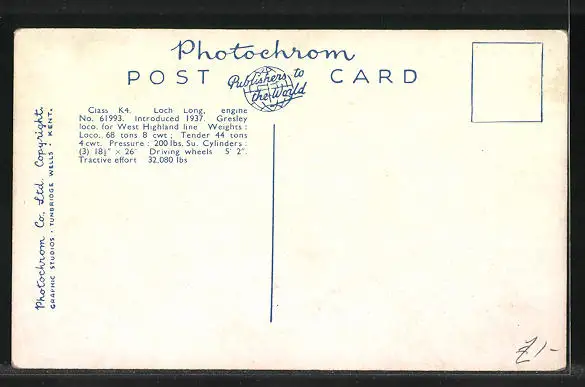 Photochrom
POST CARD
Publishers to
the World
Class K4. Loch Long, engine
No. 61993. Introduced 1937. Gresley
loco. for West Highland line Weights :
Loco. 68 tons 8 cwt ; Tender 44 tons
4 cwt. Pressure : 200 lbs. Su. Cylinders :
(3) 18½" × 26" Driving wheels 5' 2".
Tractive effort 32,080 lbs
Photochrom Co., Ltd. Copyright.
GRAPHIC STUDIOS • TUNBRIDGE WELLS • KENT.
£1-